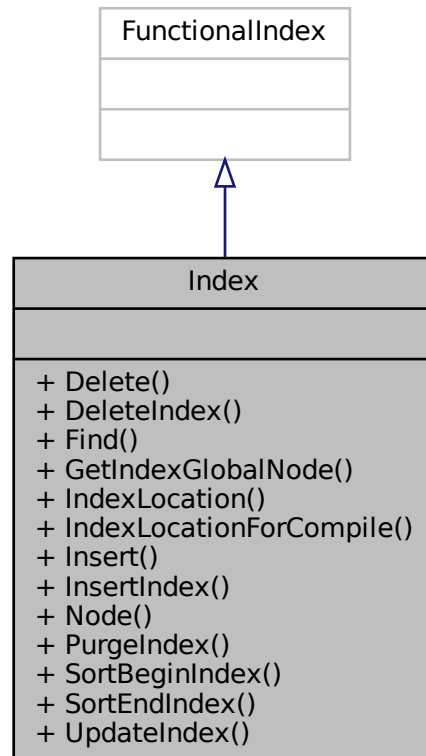 FunctionalIndex
Index
+ Delete()
+ DeleteIndex()
+ Find()
+ GetIndexGlobalNode()
+ IndexLocation()
+ IndexLocationForCompile()
+ Insert()
+ InsertIndex()
+ Node()
+ PurgeIndex()
+ SortBeginIndex()
+ SortEndIndex()
+ UpdateIndex()